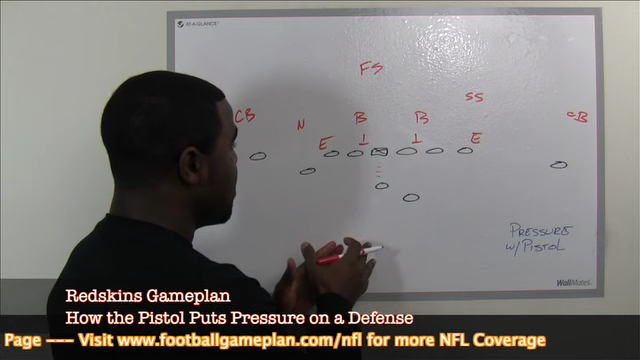 AT-A-GLANCE
FS
SS
CB N B B CB
E T T E
PRESSURE
w/ PISTOL
WallMates.
Redskins Gameplan
How the Pistol Puts Pressure on a Defense
Page --- Visit www.footballgameplan.com/nfl for more NFL Coverage